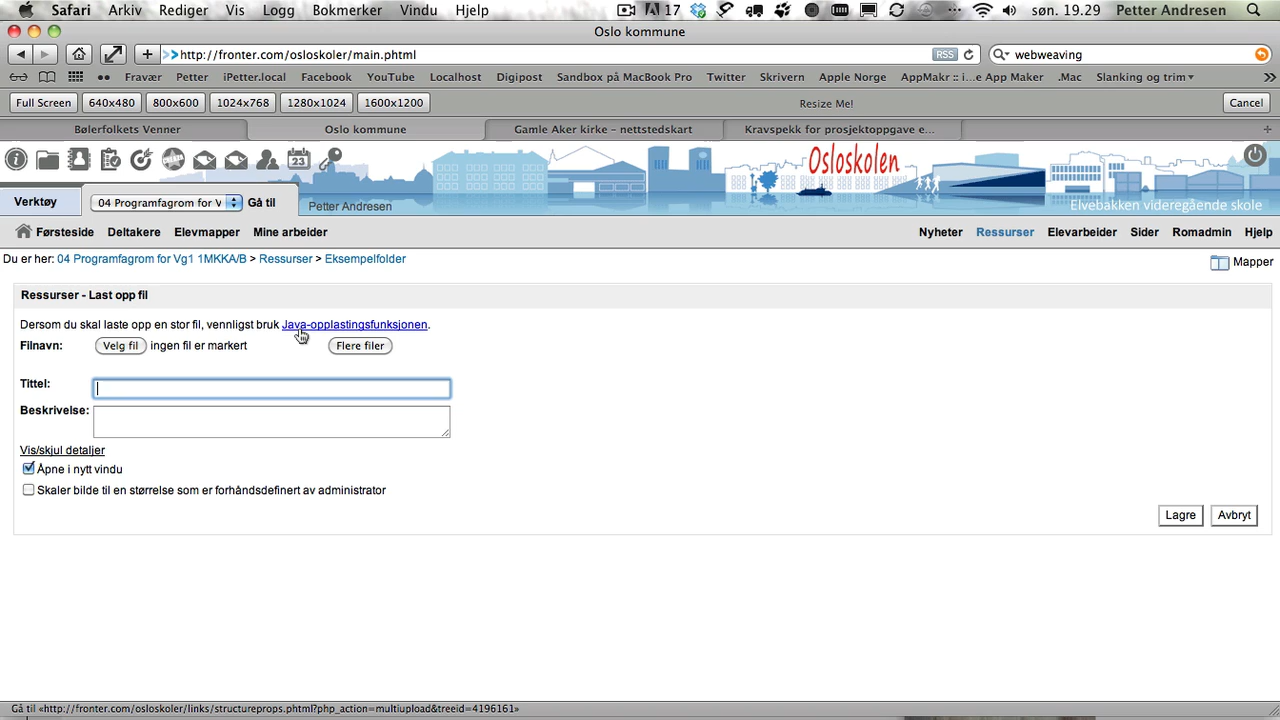 Safari Arkiv Rediger Vis Logg Bokmerker Vindu Hjelp 17 søn. 19.29 Petter Andresen
Oslo kommune
http://fronter.com/osloskoler/main.phtml RSS webweaving
Fravær Petter iPetter.local Facebook YouTube Localhost Digipost Sandbox på MacBook Pro Twitter Skrivern Apple Norge AppMakr :: i...e App Maker .Mac Slanking og trim
Full Screen 640x480 800x600 1024x768 1280x1024 1600x1200 Resize Me! Cancel
Bølerfolkets Venner Oslo kommune Gamle Aker kirke – nettstedskart Kravspekk for prosjektoppgave e...
Osloskolen
Verktøy 04 Programfagrom for V Gå til Petter Andresen Elvebakken videregående skole
Førsteside Deltakere Elevmapper Mine arbeider Nyheter Ressurser Elevarbeider Sider Romadmin Hjelp
Du er her: 04 Programfagrom for Vg1 1MKKA/B > Ressurser > Eksempelfolder Mapper
Ressurser - Last opp fil
Dersom du skal laste opp en stor fil, vennligst bruk Java-opplastingsfunksjonen.
Filnavn: Velg fil ingen fil er markert Flere filer
Tittel:
Beskrivelse:
Vis/skjul detaljer
Åpne i nytt vindu
Skaler bilde til en størrelse som er forhåndsdefinert av administrator
Lagre Avbryt
Gå til «http://fronter.com/osloskoler/links/structureprops.phtml?php_action=multiupload&treeid=4196161»